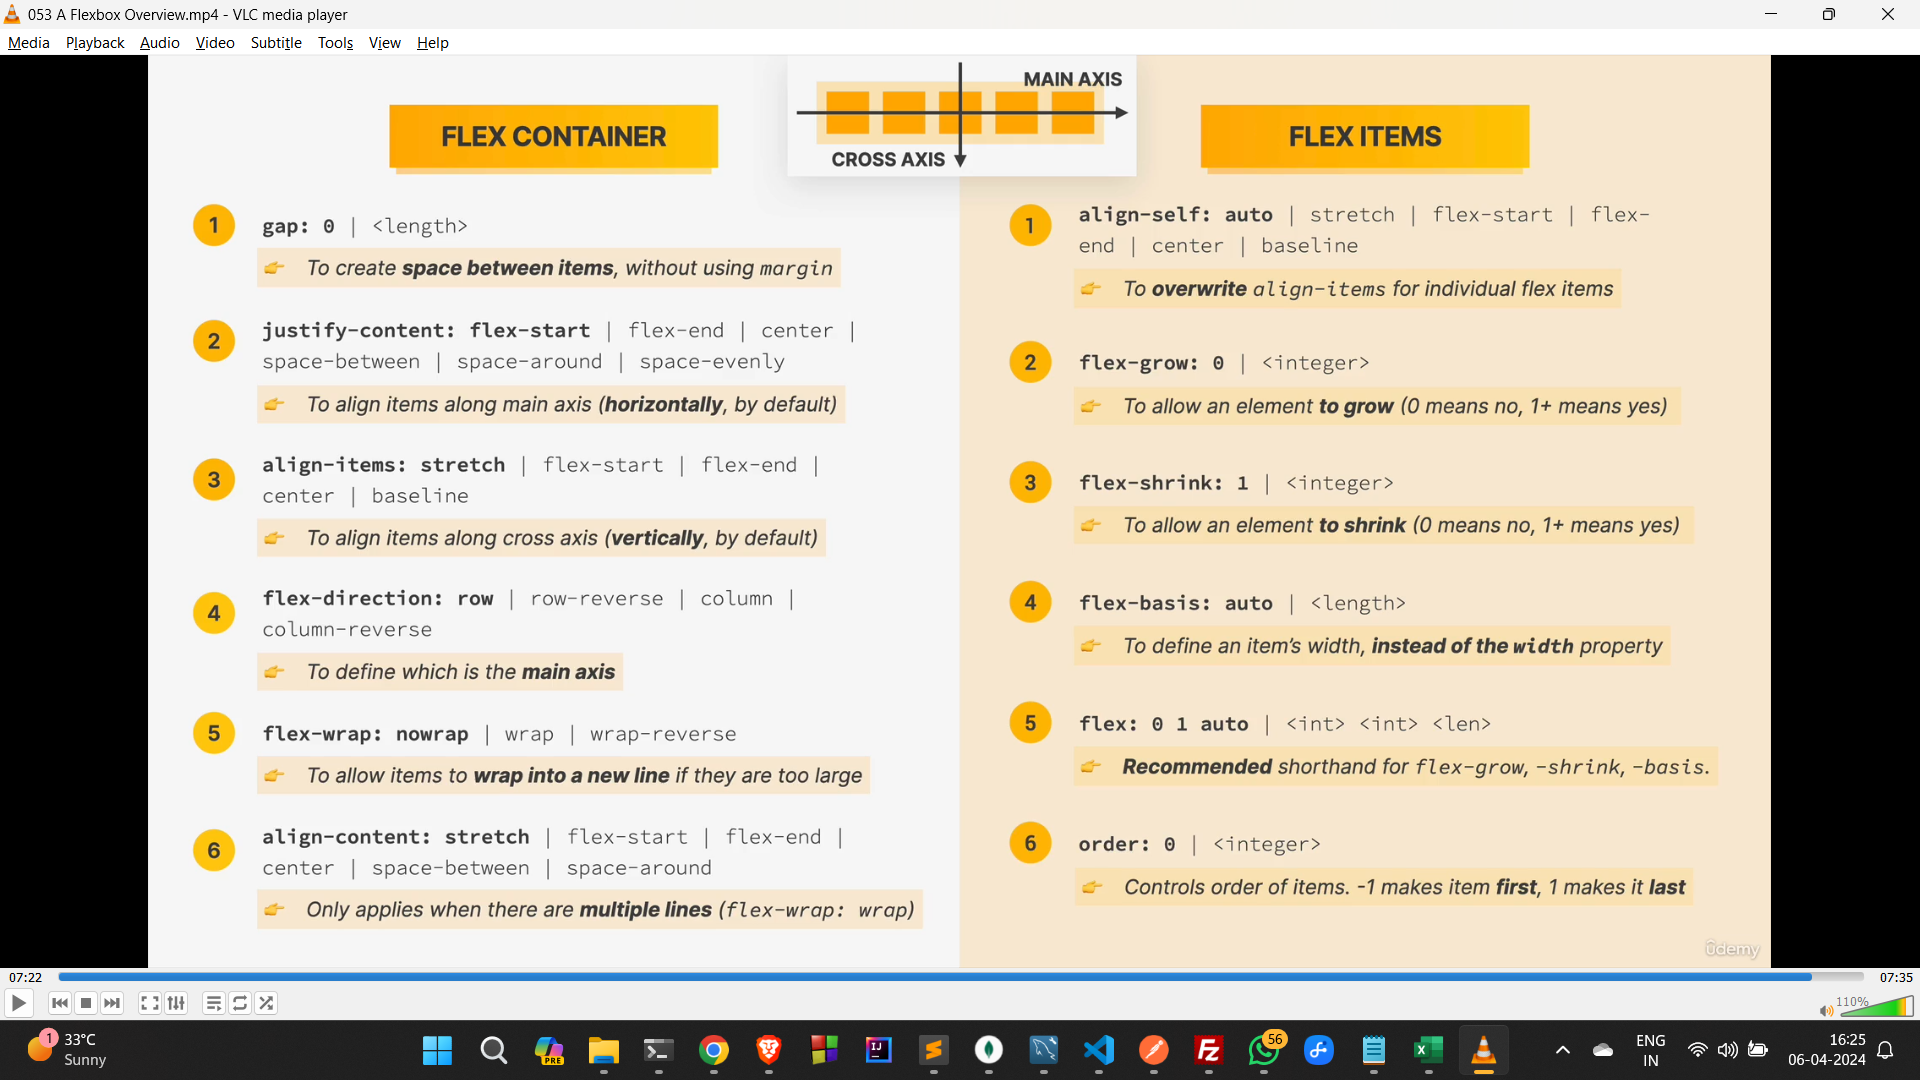 053 A Flexbox Overview.mp4 - VLC media player
Media Playback Audio Video Subtitle Tools View Help
MAIN AXIS
CROSS AXIS
FLEX CONTAINER
1
gap: 0 | <length>
👉 To create space between items, without using margin
2
justify-content: flex-start | flex-end | center |
space-between | space-around | space-evenly
👉 To align items along main axis (horizontally, by default)
3
align-items: stretch | flex-start | flex-end |
center | baseline
👉 To align items along cross axis (vertically, by default)
4
flex-direction: row | row-reverse | column |
column-reverse
👉 To define which is the main axis
5
flex-wrap: nowrap | wrap | wrap-reverse
👉 To allow items to wrap into a new line if they are too large
6
align-content: stretch | flex-start | flex-end |
center | space-between | space-around
👉 Only applies when there are multiple lines (flex-wrap: wrap)
FLEX ITEMS
1
align-self: auto | stretch | flex-start | flex-
end | center | baseline
👉 To overwrite align-items for individual flex items
2
flex-grow: 0 | <integer>
👉 To allow an element to grow (0 means no, 1+ means yes)
3
flex-shrink: 1 | <integer>
👉 To allow an element to shrink (0 means no, 1+ means yes)
4
flex-basis: auto | <length>
👉 To define an item’s width, instead of the width property
5
flex: 0 1 auto | <int> <int> <len>
👉 Recommended shorthand for flex-grow, -shrink, -basis.
6
order: 0 | <integer>
👉 Controls order of items. -1 makes item first, 1 makes it last
ûdemy
07:22
07:35
110%
1
33°C
Sunny
PRE
IJ
Fz
56
ENG
IN
16:25
06-04-2024